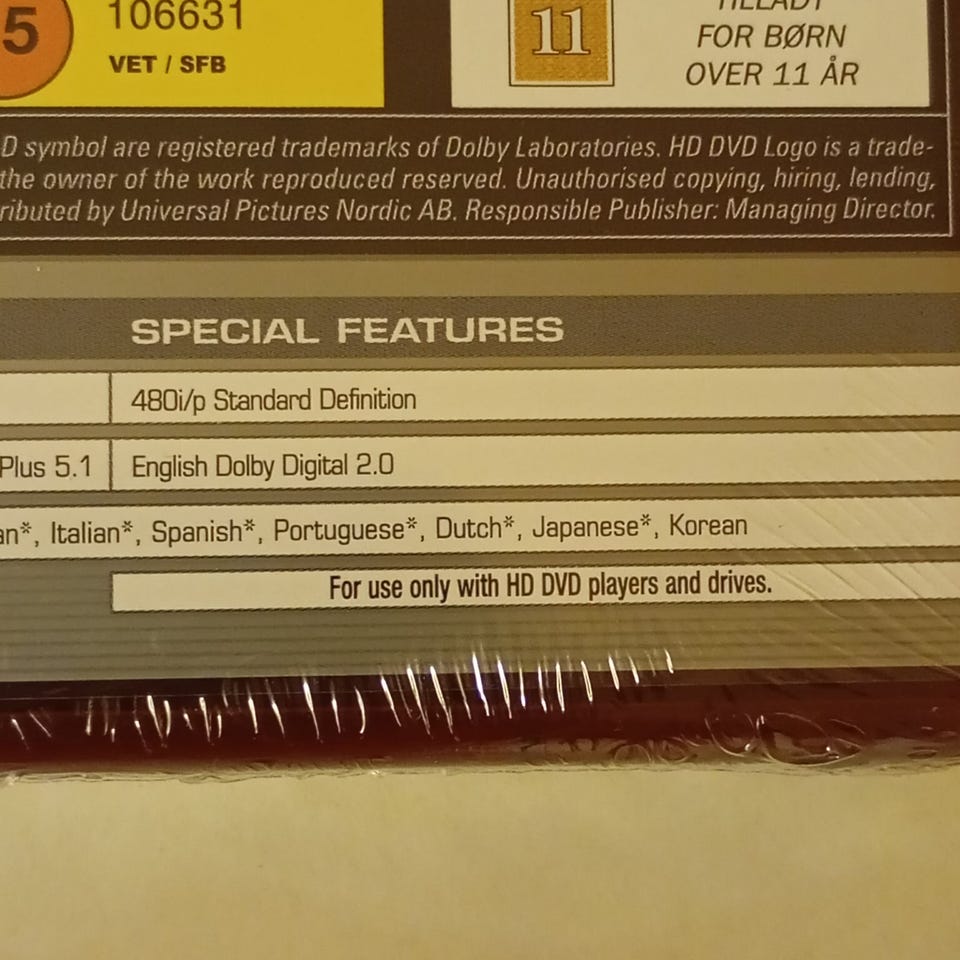 5
106631
VET / SFB
11
TILLADT
FOR BØRN
OVER 11 ÅR
D symbol are registered trademarks of Dolby Laboratories. HD DVD Logo is a trade-
the owner of the work reproduced reserved. Unauthorised copying, hiring, lending,
ributed by Universal Pictures Nordic AB. Responsible Publisher: Managing Director.
SPECIAL FEATURES
480i/p Standard Definition
Plus 5.1
English Dolby Digital 2.0
an*, Italian*, Spanish*, Portuguese*, Dutch*, Japanese*, Korean
For use only with HD DVD players and drives.